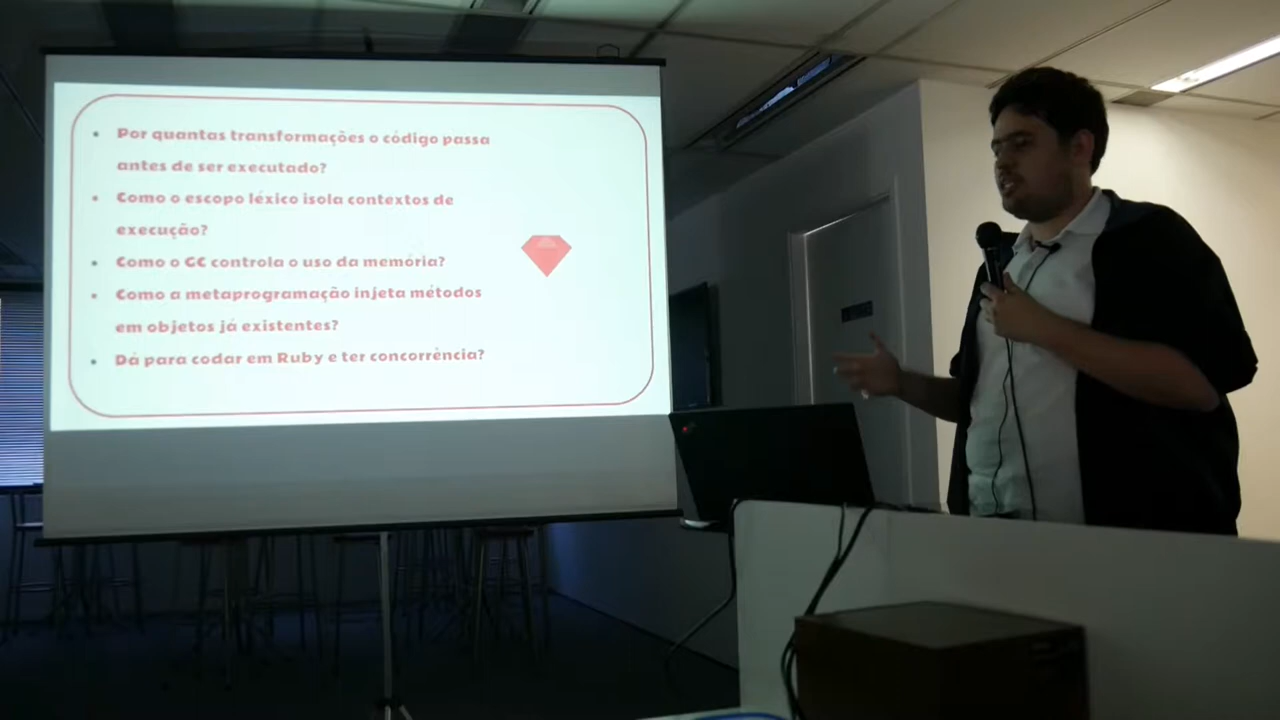 Por quantas transformações o código passa
antes de ser executado?
Como o escopo léxico isola contextos de
execução?
Como o GC controla o uso da memória?
Como a metaprogramação injeta métodos
em objetos já existentes?
Dá para codar em Ruby e ter concorrência?